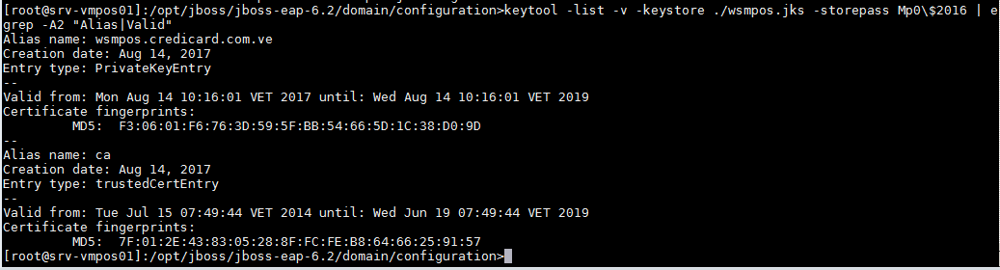 [root@srv-vmpos01]:/opt/jboss/jboss-eap-6.2/domain/configuration>keytool -list -v -keystore ./wsmpos.jks -storepass Mp0\$2016 | e
grep -A2 "Alias|Valid"
Alias name: wsmpos.credicard.com.ve
Creation date: Aug 14, 2017
Entry type: PrivateKeyEntry
--
Valid from: Mon Aug 14 10:16:01 VET 2017 until: Wed Aug 14 10:16:01 VET 2019
Certificate fingerprints:
         MD5:  F3:06:01:F6:76:3D:59:5F:BB:54:66:5D:1C:38:D0:9D
--
Alias name: ca
Creation date: Aug 14, 2017
Entry type: trustedCertEntry
--
Valid from: Tue Jul 15 07:49:44 VET 2014 until: Wed Jun 19 07:49:44 VET 2019
Certificate fingerprints:
         MD5:  7F:01:2E:43:83:05:28:8F:FC:FE:B8:64:66:25:91:57
[root@srv-vmpos01]:/opt/jboss/jboss-eap-6.2/domain/configuration>